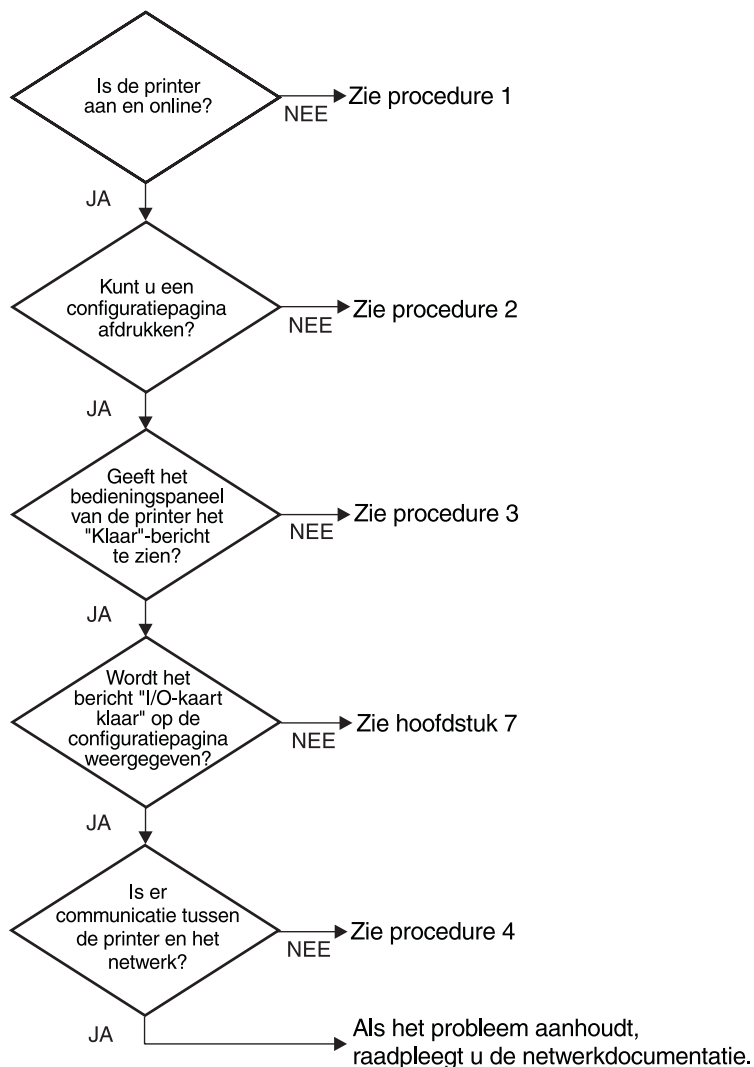 Is de printer
aan en online?
NEE
Zie procedure 1
JA
Kunt u een
configuratiepagina
afdrukken?
NEE
Zie procedure 2
JA
Geeft het
bedieningspaneel
van de printer het
"Klaar"-bericht
te zien?
NEE
Zie procedure 3
JA
Wordt het
bericht "I/O-kaart
klaar" op de
configuratiepagina
weergegeven?
NEE
Zie hoofdstuk 7
JA
Is er
communicatie tussen
de printer en het
netwerk?
NEE
Zie procedure 4
JA
Als het probleem aanhoudt,
raadpleegt u de netwerkdocumentatie.